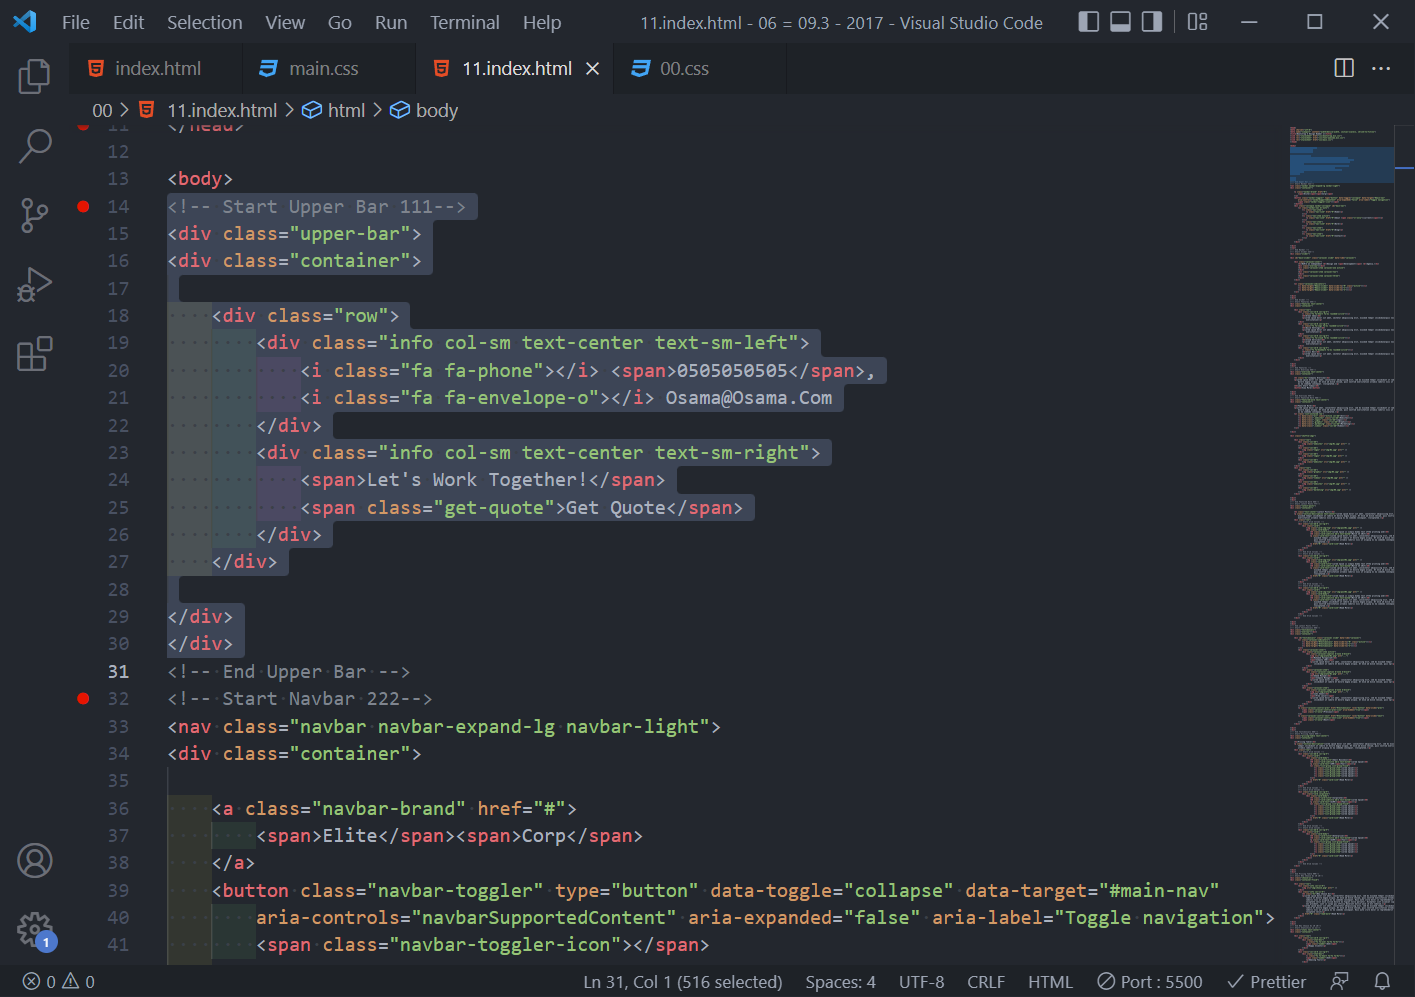 File Edit Selection View Go Run Terminal Help 11.index.html - 06 = 09.3 - 2017 - Visual Studio Code
index.html main.css 11.index.html 00.css
00 > 11.index.html > html > body
11 </head>
12
13 <body>
14 <!-- Start Upper Bar 111-->
15 <div class="upper-bar">
16 <div class="container">
17
18 <div class="row">
19 <div class="info col-sm text-center text-sm-left">
20 <i class="fa fa-phone"></i> <span>0505050505</span>,
21 <i class="fa fa-envelope-o"></i> Osama@Osama.Com
22 </div>
23 <div class="info col-sm text-center text-sm-right">
24 <span>Let's Work Together!</span>
25 <span class="get-quote">Get Quote</span>
26 </div>
27 </div>
28
29 </div>
30 </div>
31 <!-- End Upper Bar -->
32 <!-- Start Navbar 222-->
33 <nav class="navbar navbar-expand-lg navbar-light">
34 <div class="container">
35
36 <a class="navbar-brand" href="#">
37 <span>Elite</span><span>Corp</span>
38 </a>
39 <button class="navbar-toggler" type="button" data-toggle="collapse" data-target="#main-nav"
40 aria-controls="navbarSupportedContent" aria-expanded="false" aria-label="Toggle navigation">
41 <span class="navbar-toggler-icon"></span>
1
0 0 Ln 31, Col 1 (516 selected) Spaces: 4 UTF-8 CRLF HTML Port : 5500 Prettier